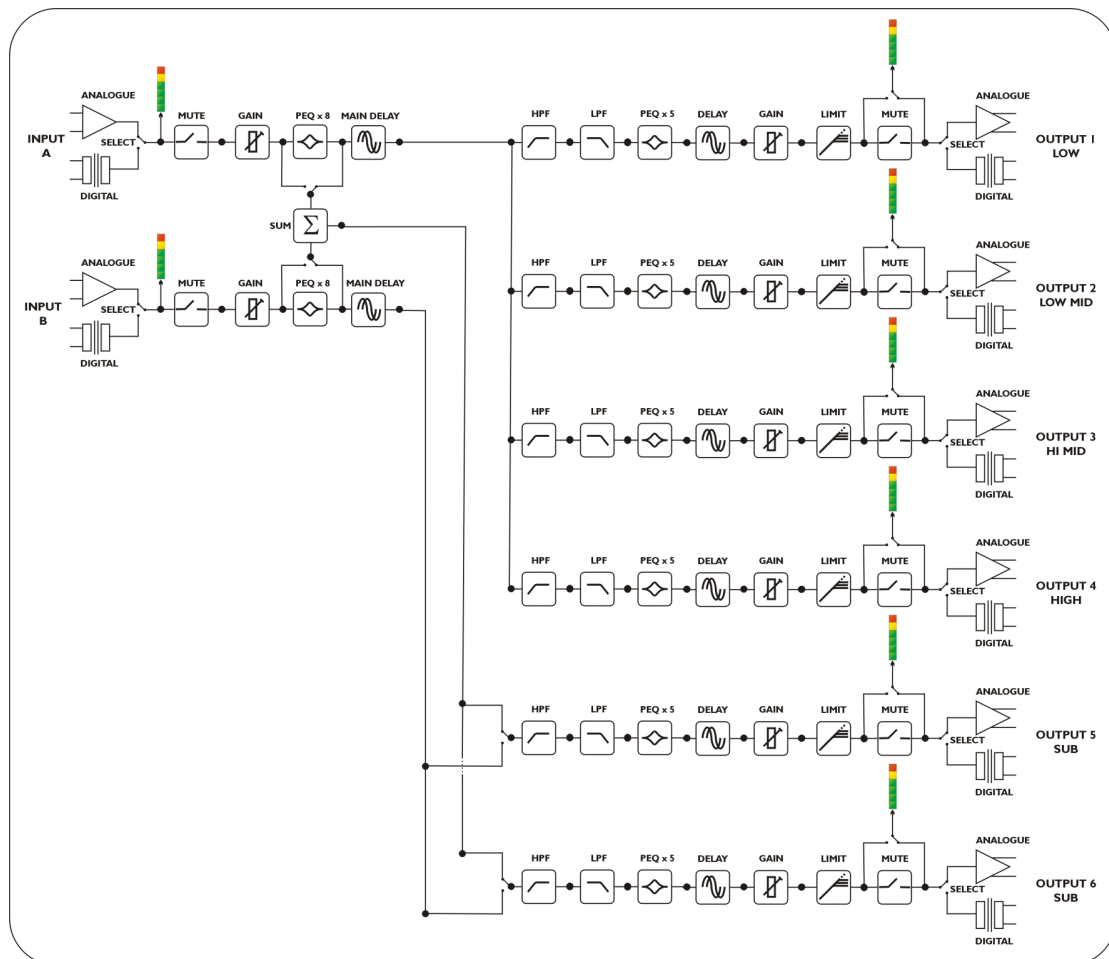 ANALOGUE
INPUT
A
SELECT
DIGITAL
MUTE
GAIN
PEQ x 8
MAIN DELAY
SUM
Σ
ANALOGUE
INPUT
B
SELECT
DIGITAL
MUTE
GAIN
PEQ x 8
MAIN DELAY
HPF
LPF
PEQ x 5
DELAY
GAIN
LIMIT
MUTE
SELECT
ANALOGUE
DIGITAL
OUTPUT 1
LOW
HPF
LPF
PEQ x 5
DELAY
GAIN
LIMIT
MUTE
SELECT
ANALOGUE
DIGITAL
OUTPUT 2
LOW MID
HPF
LPF
PEQ x 5
DELAY
GAIN
LIMIT
MUTE
SELECT
ANALOGUE
DIGITAL
OUTPUT 3
HI MID
HPF
LPF
PEQ x 5
DELAY
GAIN
LIMIT
MUTE
SELECT
ANALOGUE
DIGITAL
OUTPUT 4
HIGH
HPF
LPF
PEQ x 5
DELAY
GAIN
LIMIT
MUTE
SELECT
ANALOGUE
DIGITAL
OUTPUT 5
SUB
HPF
LPF
PEQ x 5
DELAY
GAIN
LIMIT
MUTE
SELECT
ANALOGUE
DIGITAL
OUTPUT 6
SUB